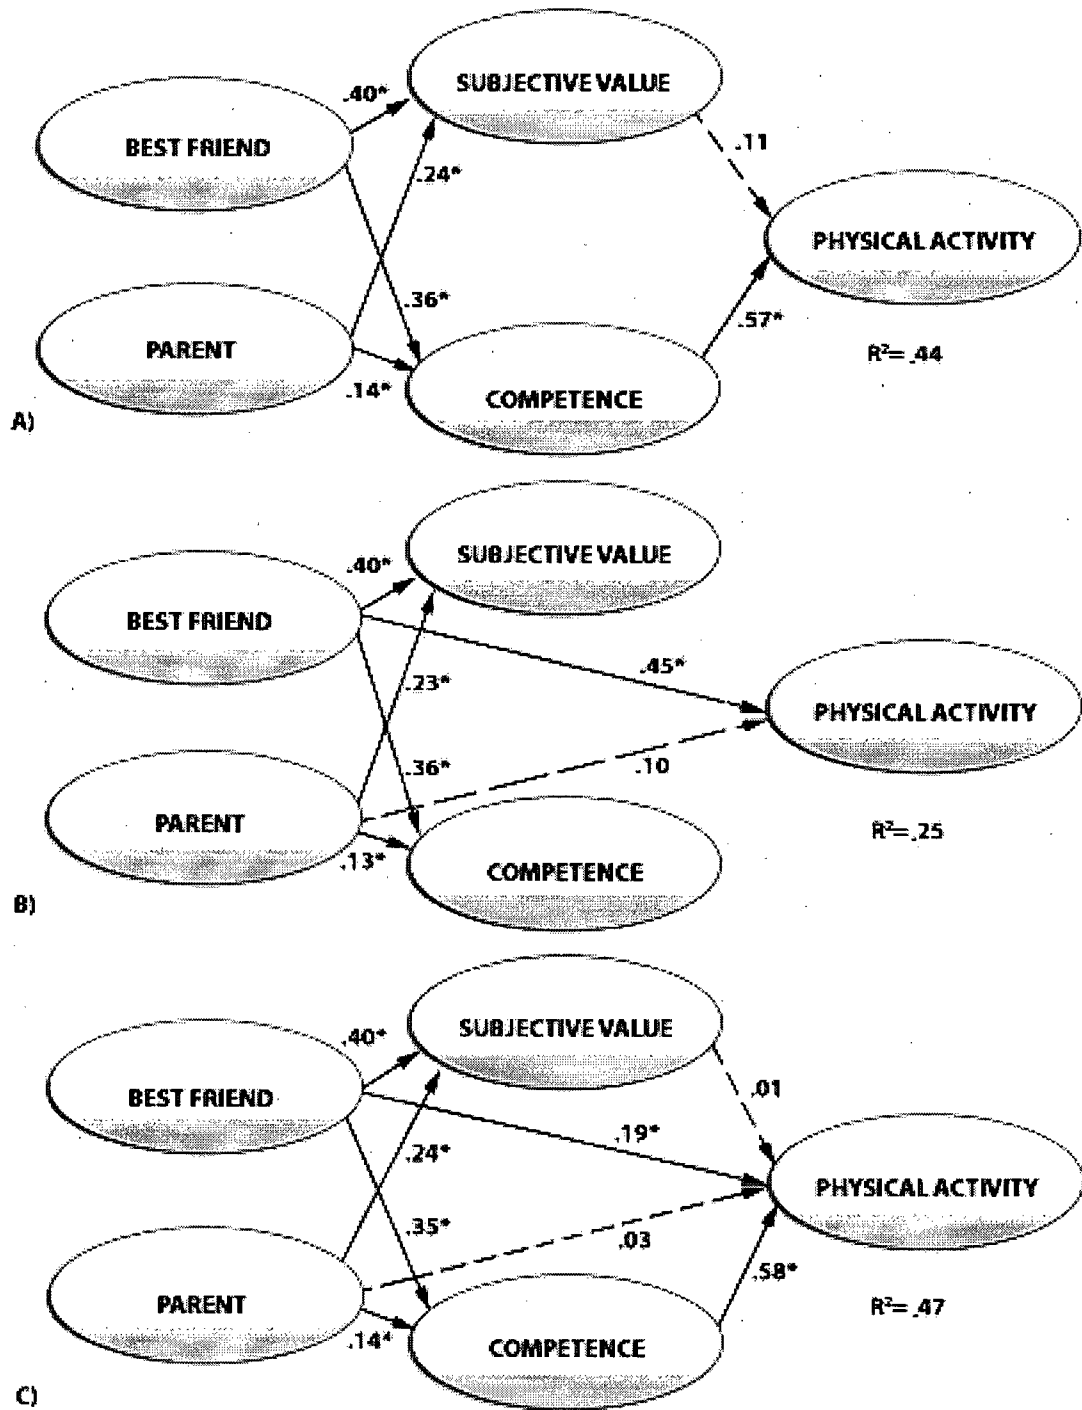 .40*
SUBJECTIVE VALUE
BEST FRIEND
.11
.24*
PHYSICAL ACTIVITY
.36*
PARENT
.57*
R²= .44
.14*
COMPETENCE
A)
SUBJECTIVE VALUE
.40*
BEST FRIEND
.45*
.23*
PHYSICAL ACTIVITY
.36*
.10
PARENT
R²= .25
.13*
COMPETENCE
B)
SUBJECTIVE VALUE
.40*
.01
BEST FRIEND
.19*
.24*
PHYSICAL ACTIVITY
.35*
.03
.58*
PARENT
R²= .47
.14*
COMPETENCE
C)